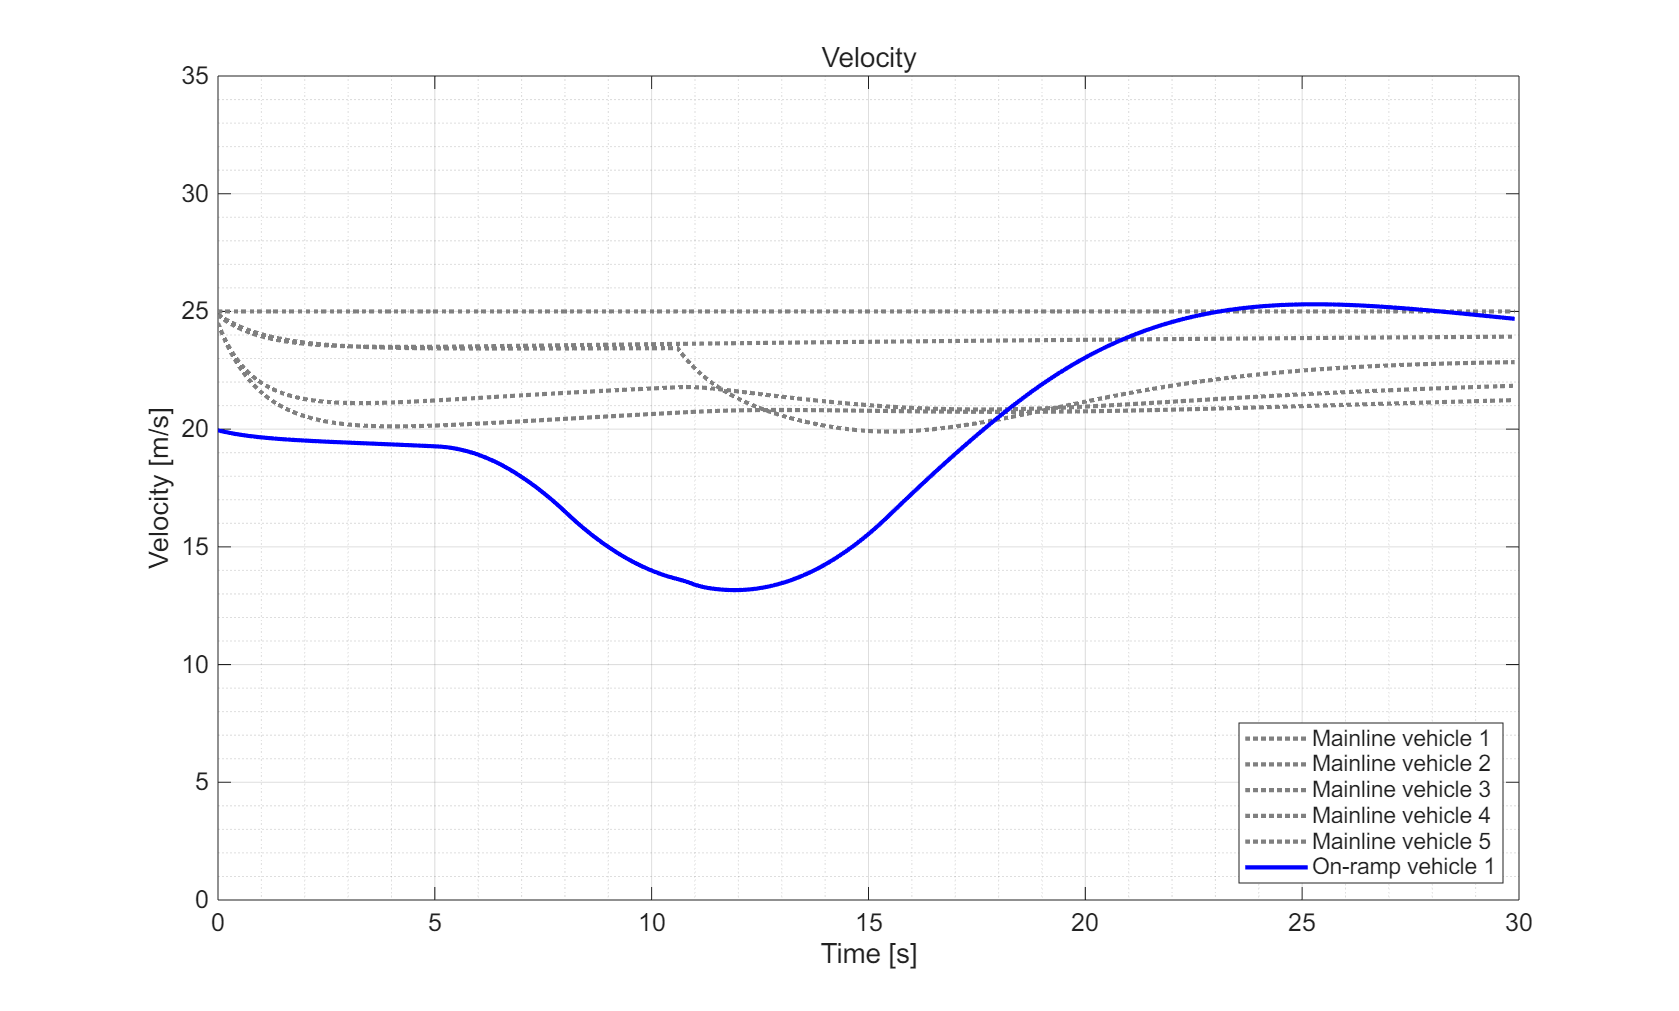 Velocity
35
30
25
20
15
10
5
0
Velocity [m/s]
0 5 10 15 20 25 30
Time [s]
Mainline vehicle 1
Mainline vehicle 2
Mainline vehicle 3
Mainline vehicle 4
Mainline vehicle 5
On-ramp vehicle 1